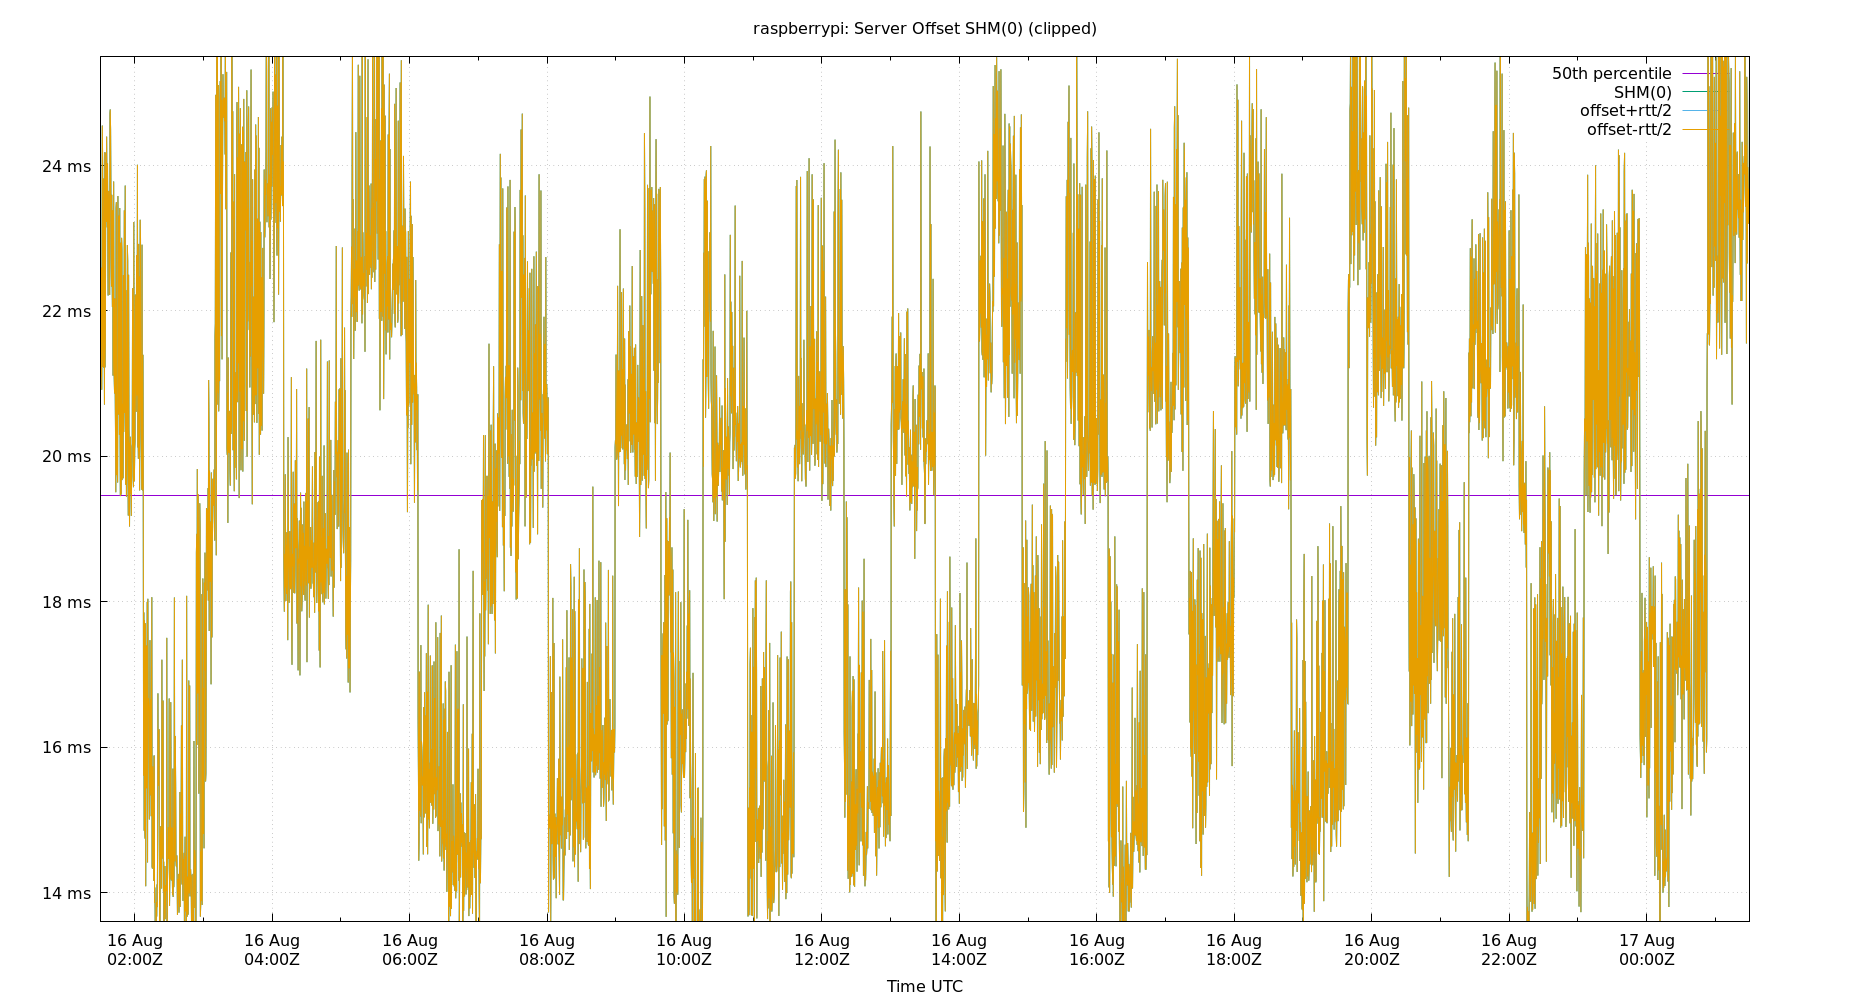 raspberrypi: Server Offset SHM(0) (clipped)
50th percentile
SHM(0)
offset+rtt/2
offset-rtt/2
24 ms
22 ms
20 ms
18 ms
16 ms
14 ms
16 Aug 16 Aug 16 Aug 16 Aug 16 Aug 16 Aug 16 Aug 16 Aug 16 Aug 16 Aug 16 Aug 17 Aug
02:00Z 04:00Z 06:00Z 08:00Z 10:00Z 12:00Z 14:00Z 16:00Z 18:00Z 20:00Z 22:00Z 00:00Z
Time UTC